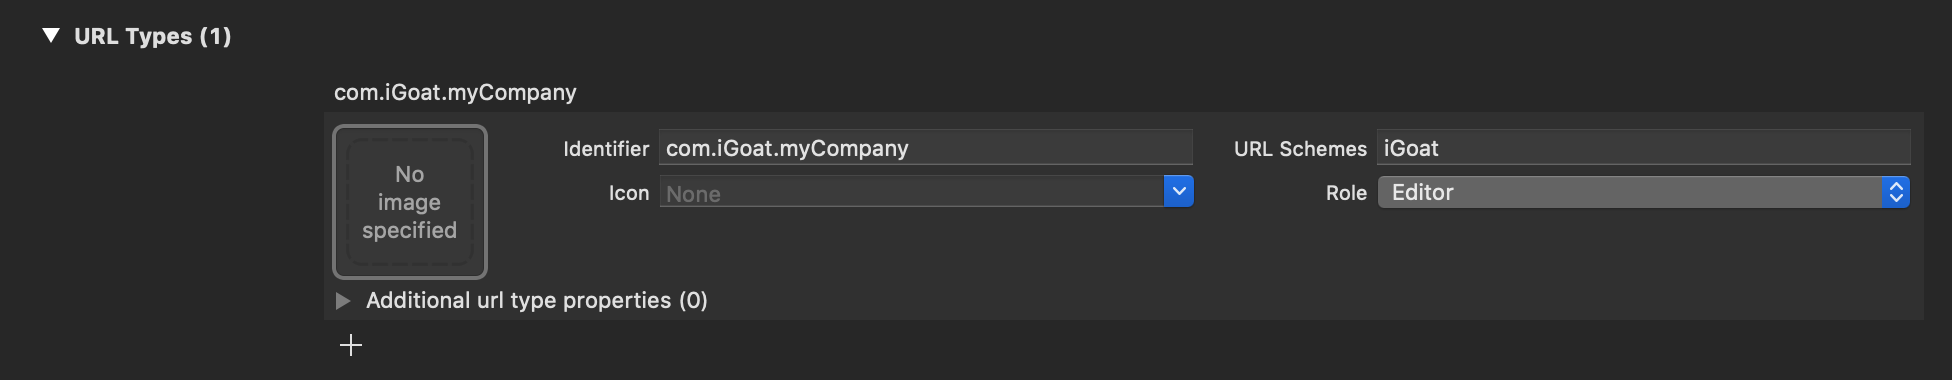 URL Types (1)
com.iGoat.myCompany
No
image
specified
Identifier com.iGoat.myCompany
URL Schemes iGoat
Icon None
Role Editor
Additional url type properties (0)